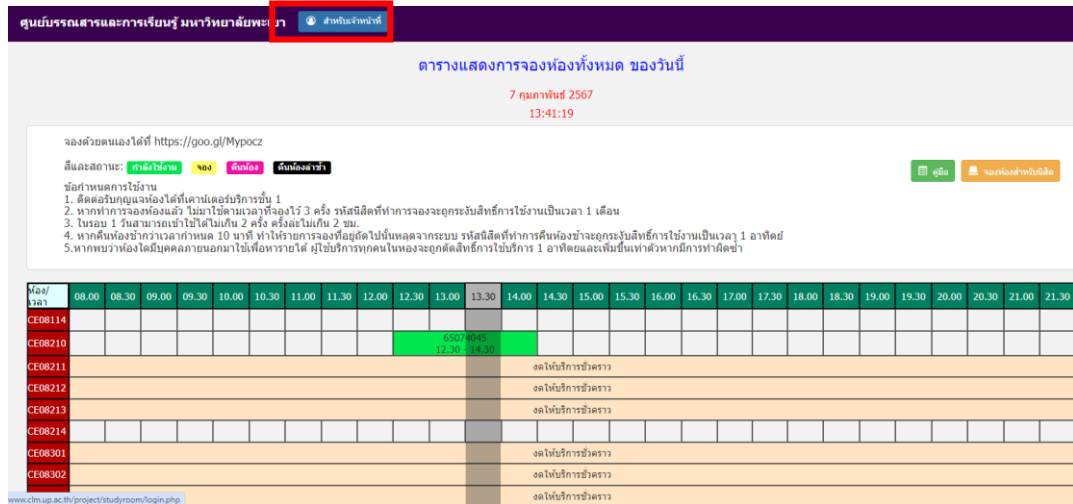 ศูนย์บรรณสารและการเรียนรู้ มหาวิทยาลัยพะเยา สำหรับเจ้าหน้าที่
ตารางแสดงการจองห้องทั้งหมด ของวันนี้
7 กุมภาพันธ์ 2567
13:41:19
จองด้วยตนเองได้ที่ https://goo.gl/Mypocz
สีและสถานะ: กำลังใช้งาน จอง คืนห้อง คืนห้องล่าช้า
คู่มือ จองห้องสำหรับนิสิต
ข้อกำหนดการใช้งาน
1. ติดต่อรับกุญแจห้องได้ที่เคาน์เตอร์บริการชั้น 1
2. หากทำการจองห้องแล้ว ไม่มาใช้ตามเวลาที่จองไว้ 3 ครั้ง รหัสนิสิตที่ทำการจองจะถูกระงับสิทธิ์การใช้งานเป็นเวลา 1 เดือน
3. ในรอบ 1 วันสามารถเข้าใช้ได้ไม่เกิน 2 ครั้ง ครั้งละไม่เกิน 2 ชม.
4. หากคืนห้องช้ากว่าเวลากำหนด 10 นาที ทำให้รายการจองที่อยู่ถัดไปนั้นหลุดจากระบบ รหัสนิสิตที่ทำการคืนห้องช้าจะถูกระงับสิทธิ์การใช้งานเป็นเวลา 1 อาทิตย์
5.หากพบว่าห้องใดมีบุคคลภายนอกมาใช้เพื่อหารายได้ ผู้ใช้บริการทุกคนในห้องจะถูกตัดสิทธิ์การใช้บริการ 1 อาทิตย์และเพิ่มขึ้นเท่าตัวหากมีการทำผิดซ้ำ
ห้อง/
เวลา 08.00 08.30 09.00 09.30 10.00 10.30 11.00 11.30 12.00 12.30 13.00 13.30 14.00 14.30 15.00 15.30 16.00 16.30 17.00 17.30 18.00 18.30 19.00 19.30 20.00 20.30 21.00 21.30
CE08114
CE08210 65074045
12.30 - 14.30
CE08211 งดให้บริการชั่วคราว
CE08212 งดให้บริการชั่วคราว
CE08213 งดให้บริการชั่วคราว
CE08214
CE08301 งดให้บริการชั่วคราว
CE08302 งดให้บริการชั่วคราว
งดให้บริการชั่วคราว
www.clm.up.ac.th/project/studyroom/login.php